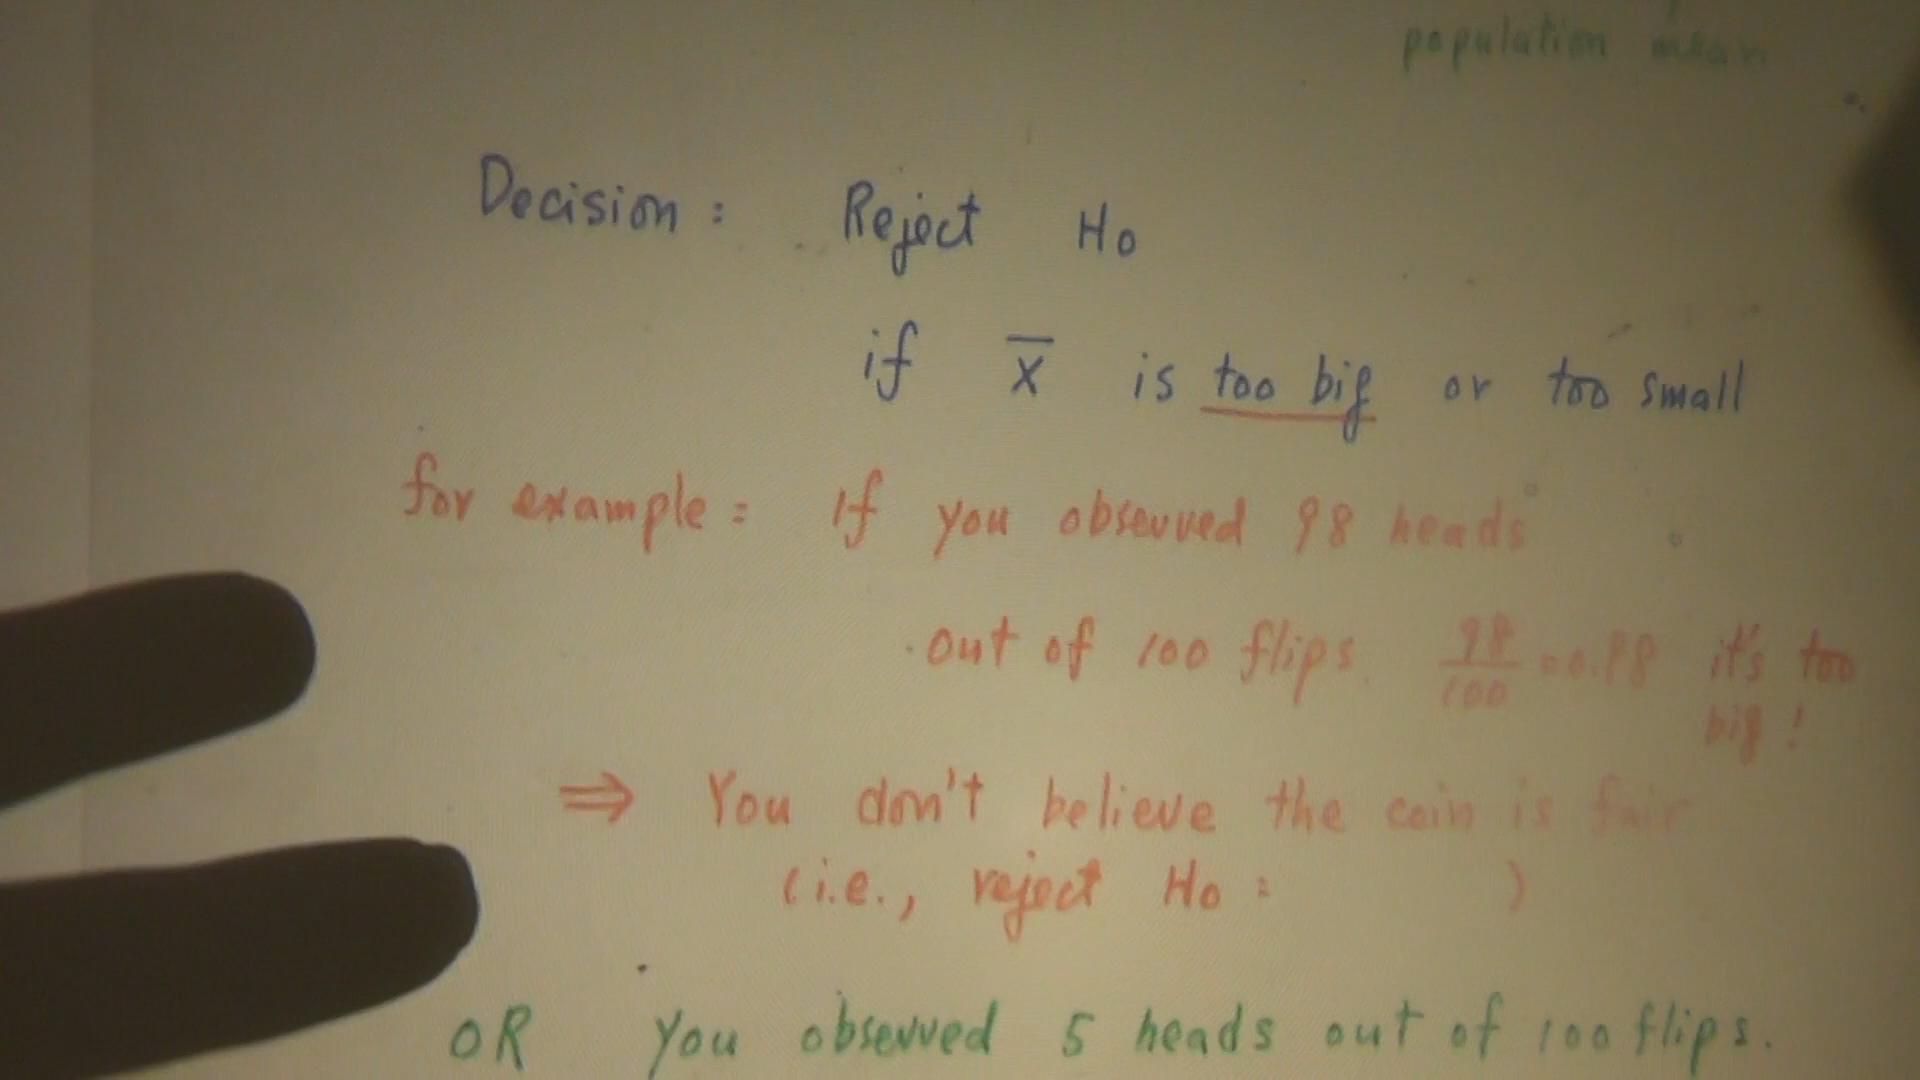 population mean
Decision : Reject Ho
if x̄ is too big or too small
for example : If you observed 98 heads
out of 100 flips. 98/100 = 0.98 it's too
big !
⇒ You don't believe the coin is fair
(i.e., reject Ho : )
OR You observed 5 heads out of 100 flips.